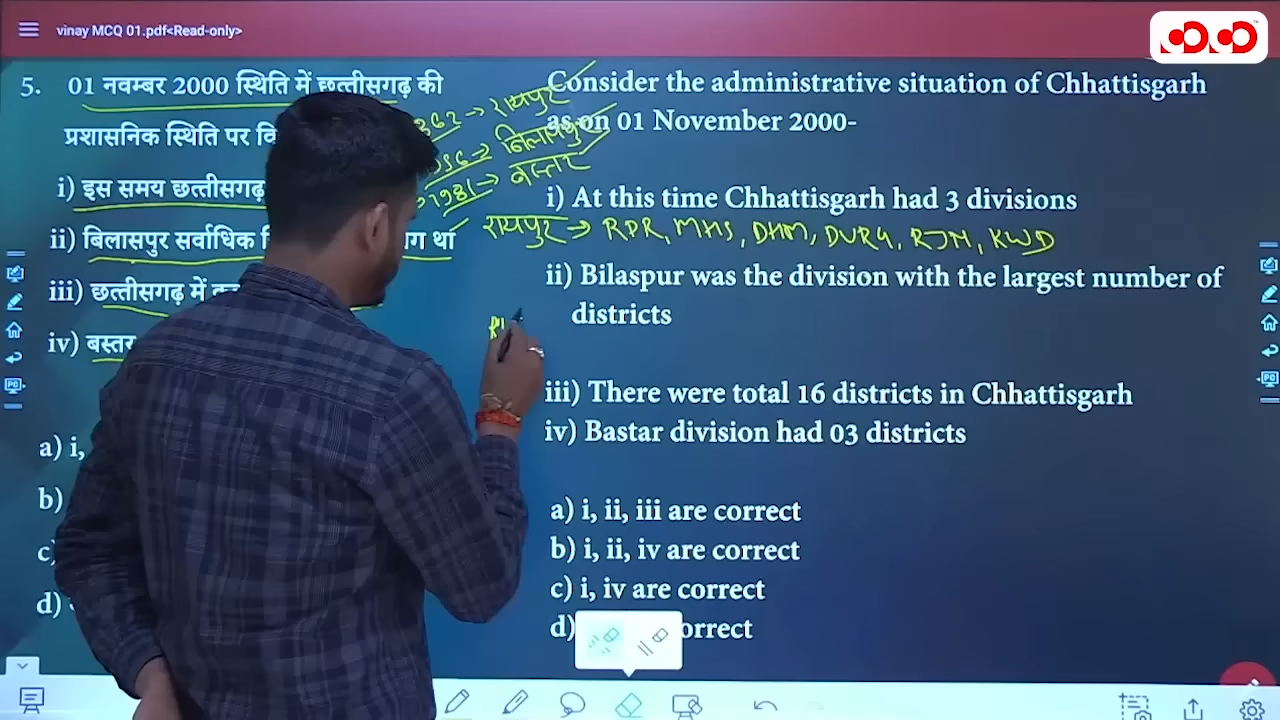 vinay MCQ 01.pdf<Read-only>
5. 01 नवम्बर 2000 स्थिति में छत्तीसगढ़ की
प्रशासनिक स्थिति पर
i) इस समय छत्तीसगढ़
ii) बिलासपुर सर्वाधिक
था
iii) छत्तीसगढ़ में
iv) बस्तर
a) i,
b)
c)
d)
→ रायपुर
→ बिलासपुर
1981 → बस्तर
रायपुर → RPR, MHS, DHM, DURG, RJN, KWD
Consider the administrative situation of Chhattisgarh
as on 01 November 2000-
i) At this time Chhattisgarh had 3 divisions
ii) Bilaspur was the division with the largest number of
districts
iii) There were total 16 districts in Chhattisgarh
iv) Bastar division had 03 districts
a) i, ii, iii are correct
b) i, ii, iv are correct
c) i, iv are correct
d)
PC
PC